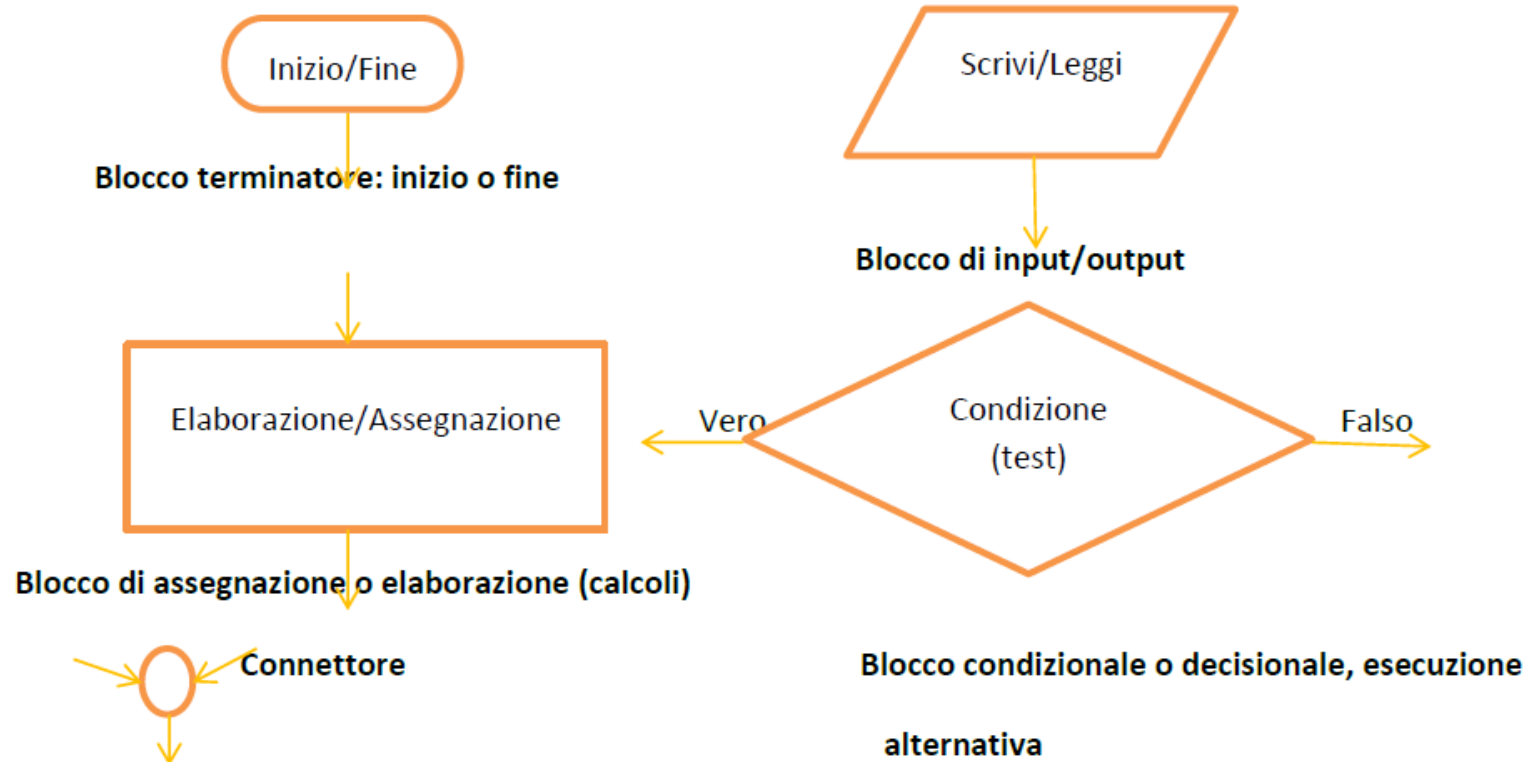 Inizio/Fine
Scrivi/Leggi
Blocco terminatore: inizio o fine
Blocco di input/output
Elaborazione/Assegnazione
Vero
Condizione
(test)
Falso
Blocco di assegnazione o elaborazione (calcoli)
Connettore
Blocco condizionale o decisionale, esecuzione
alternativa